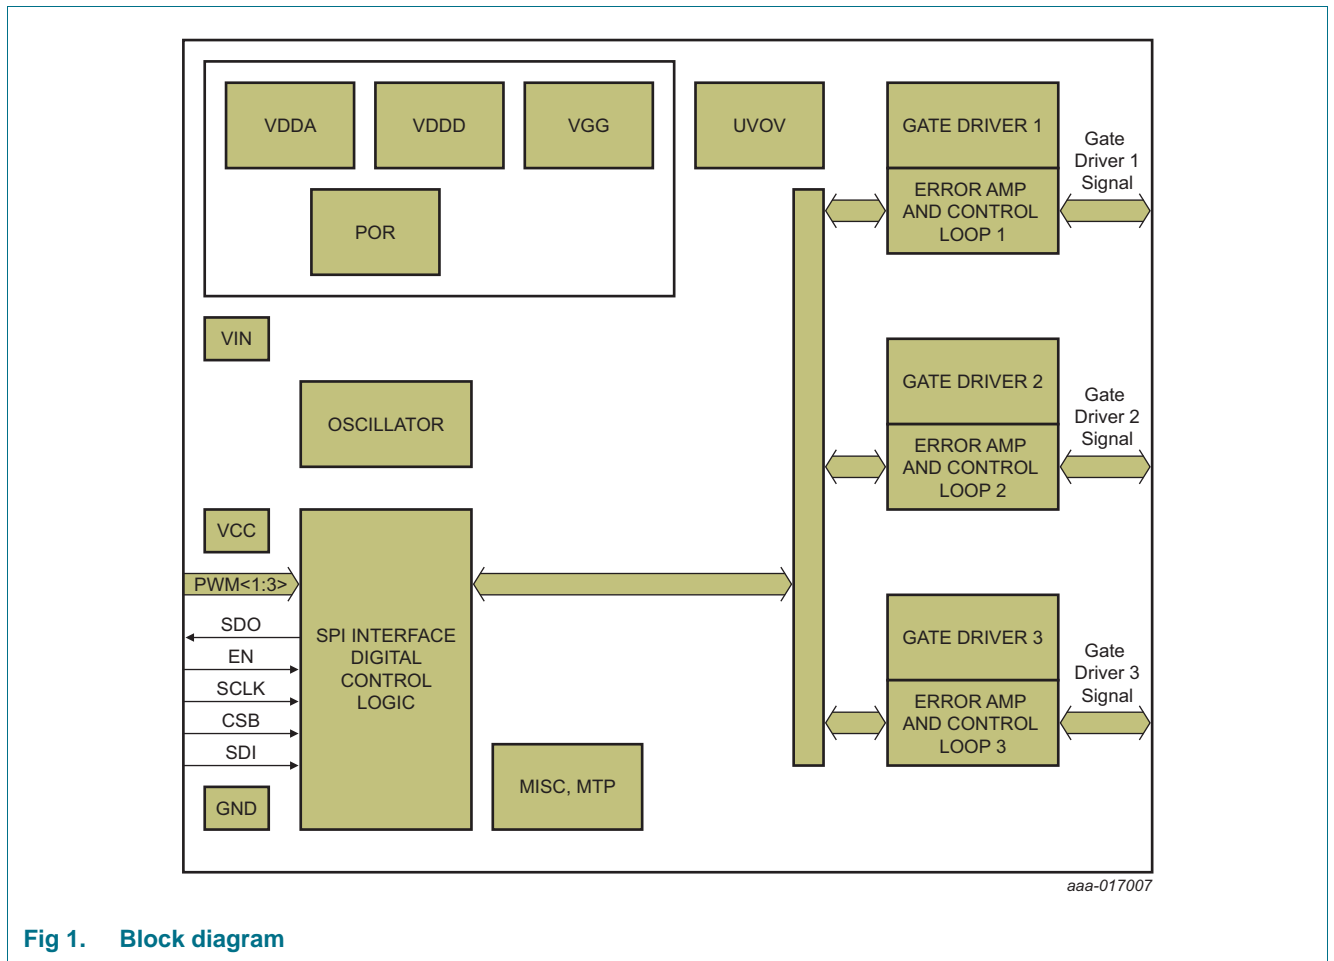 VDDA
VDDD
VGG
UVOV
POR
GATE DRIVER 1
ERROR AMP
AND CONTROL
LOOP 1
Gate
Driver 1
Signal
VIN
OSCILLATOR
GATE DRIVER 2
ERROR AMP
AND CONTROL
LOOP 2
Gate
Driver 2
Signal
VCC
PWM<1:3>
SDO
EN
SCLK
CSB
SDI
GND
SPI INTERFACE
DIGITAL
CONTROL
LOGIC
MISC, MTP
GATE DRIVER 3
ERROR AMP
AND CONTROL
LOOP 3
Gate
Driver 3
Signal
aaa-017007
Fig 1. Block diagram